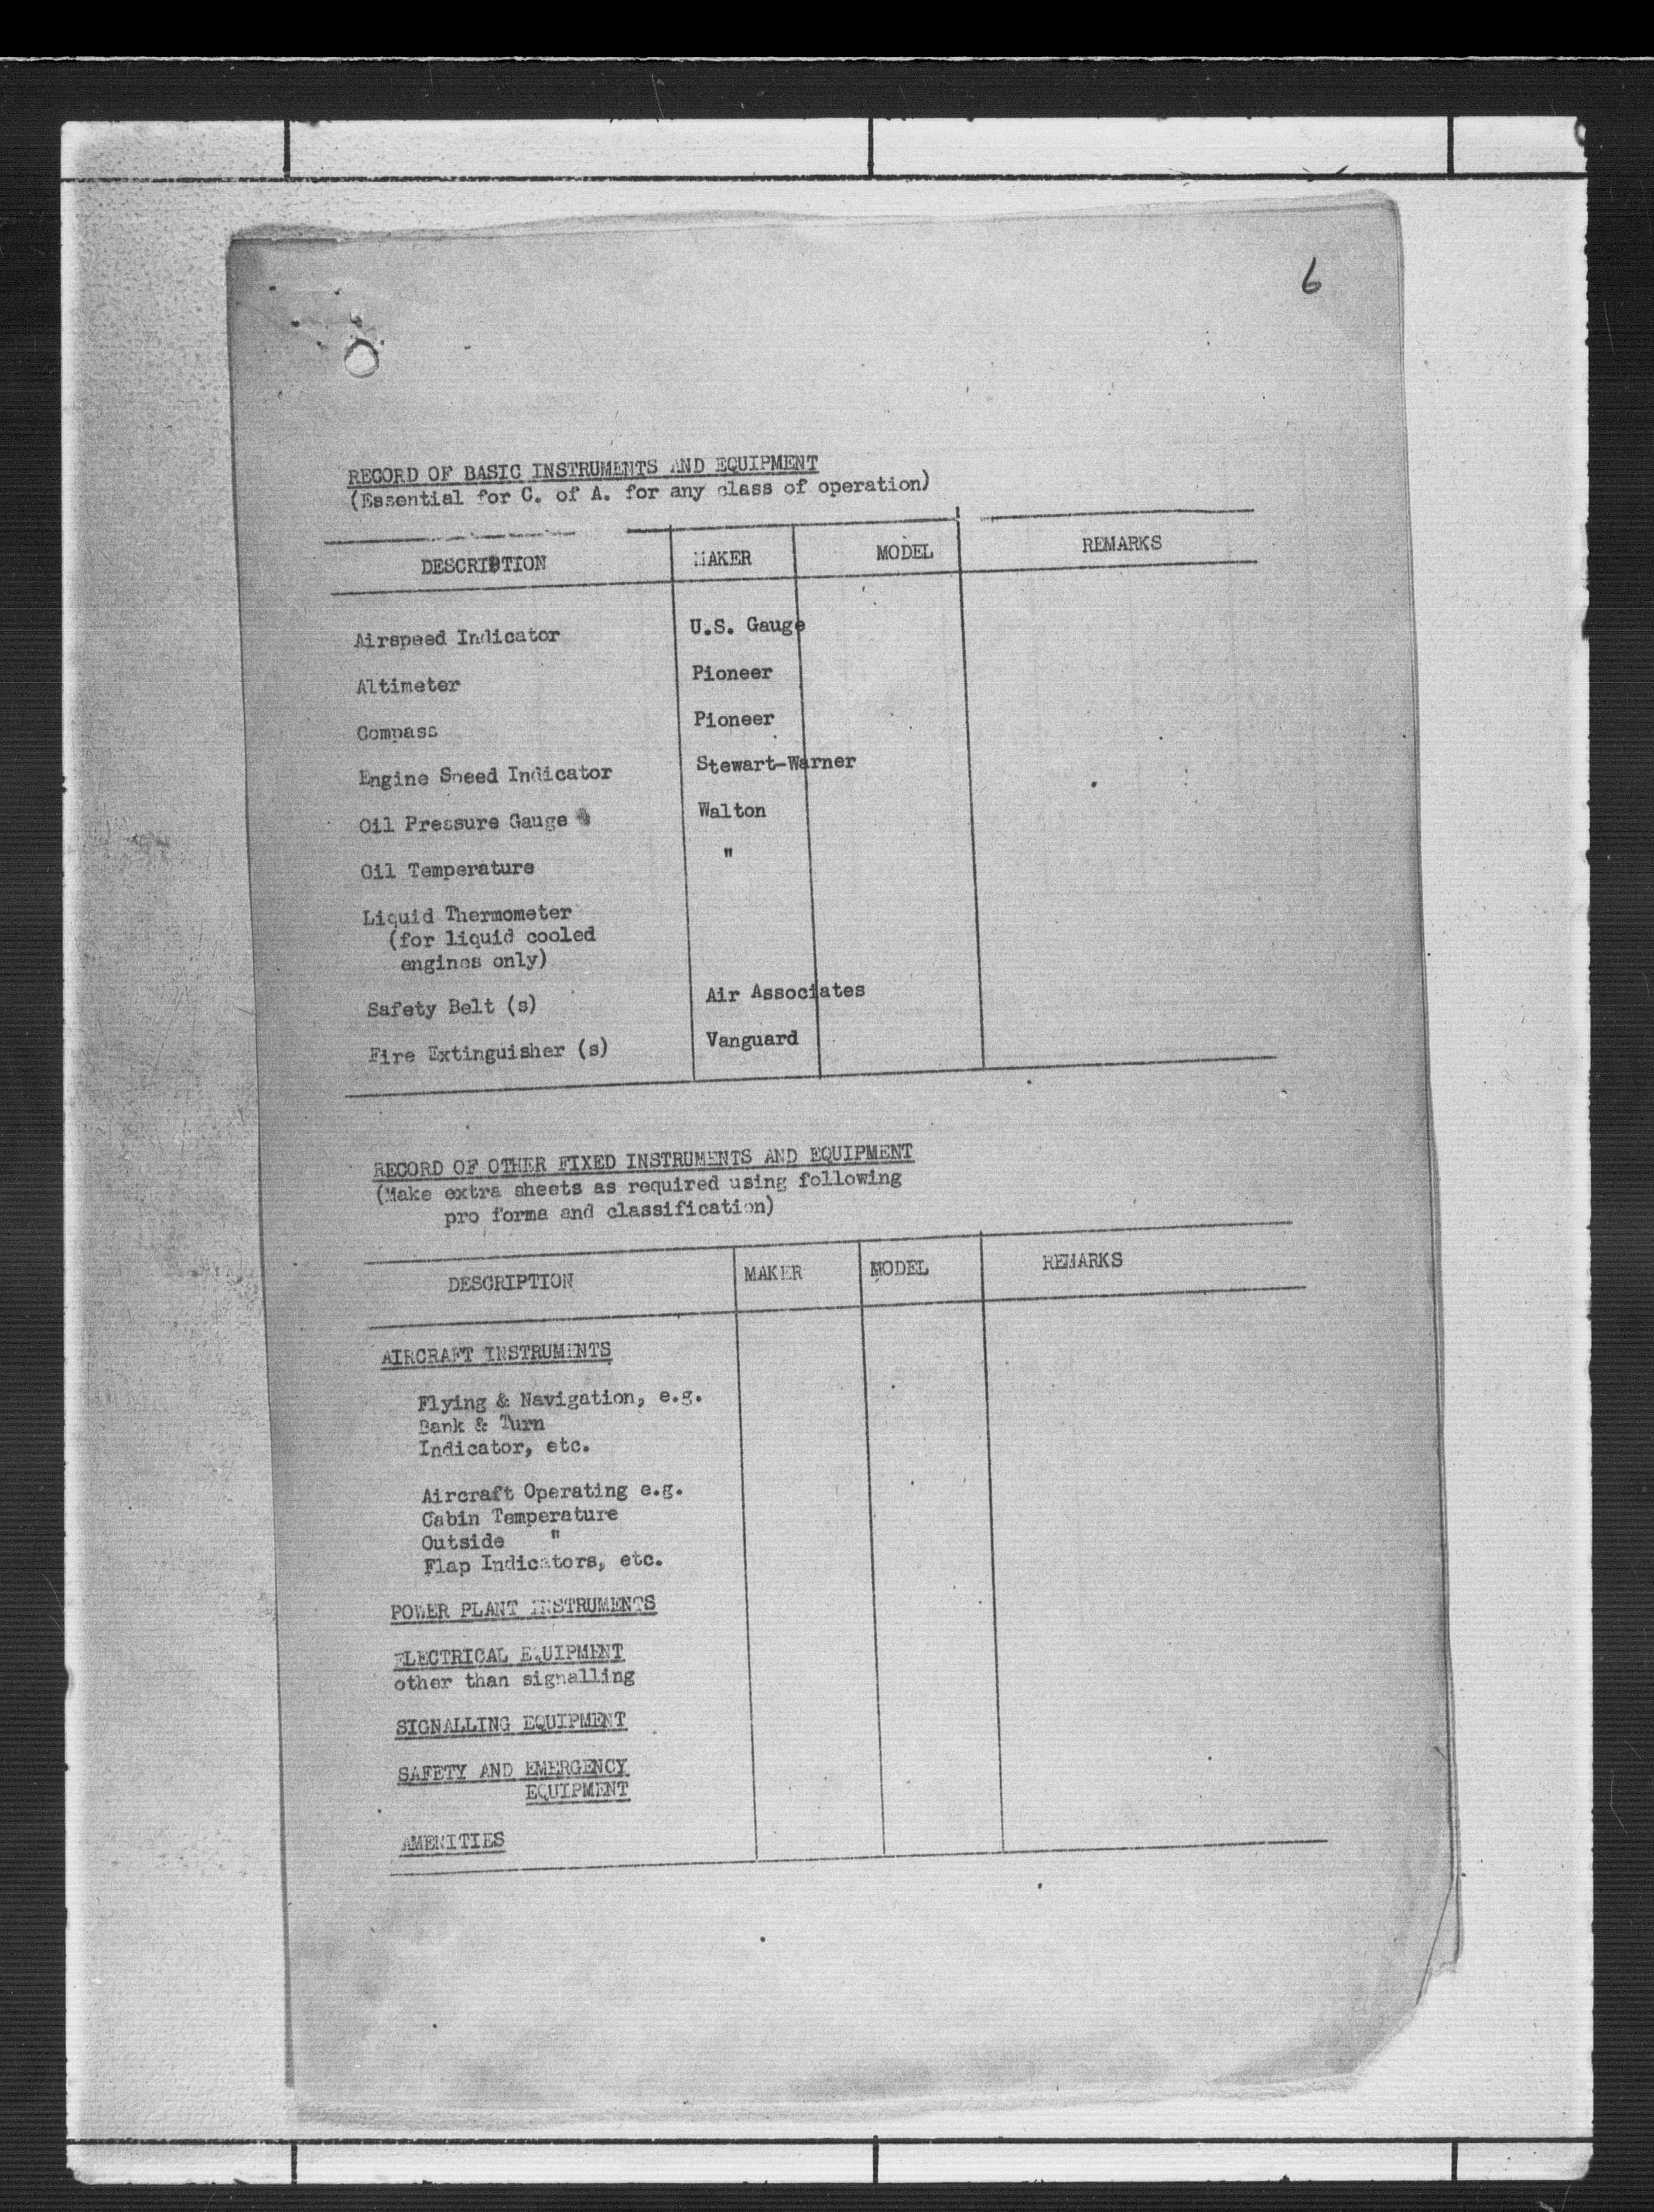 6
RECORD OF BASIC INSTRUMENTS AND EQUIPMENT
(Essential for C. of A. for any class of operation)
DESCRIPTION MAKER MODEL REMARKS
Airspeed Indicator U.S. Gauge
Altimeter Pioneer
Compass Pioneer
Engine Speed Indicator Stewart-Warner
Oil Pressure Gauge Walton
Oil Temperature "
Liquid Thermometer
(for liquid cooled
engines only)
Safety Belt (s) Air Associates
Fire Extinguisher (s) Vanguard
RECORD OF OTHER FIXED INSTRUMENTS AND EQUIPMENT
(Make extra sheets as required using following
pro forma and classification)
DESCRIPTION MAKER MODEL REMARKS
AIRCRAFT INSTRUMENTS
Flying & Navigation, e.g.
Bank & Turn
Indicator, etc.
Aircraft Operating e.g.
Cabin Temperature
Outside "
Flap Indicators, etc.
POWER PLANT INSTRUMENTS
ELECTRICAL EQUIPMENT
other than signalling
SIGNALLING EQUIPMENT
SAFETY AND EMERGENCY
EQUIPMENT
AMENITIES